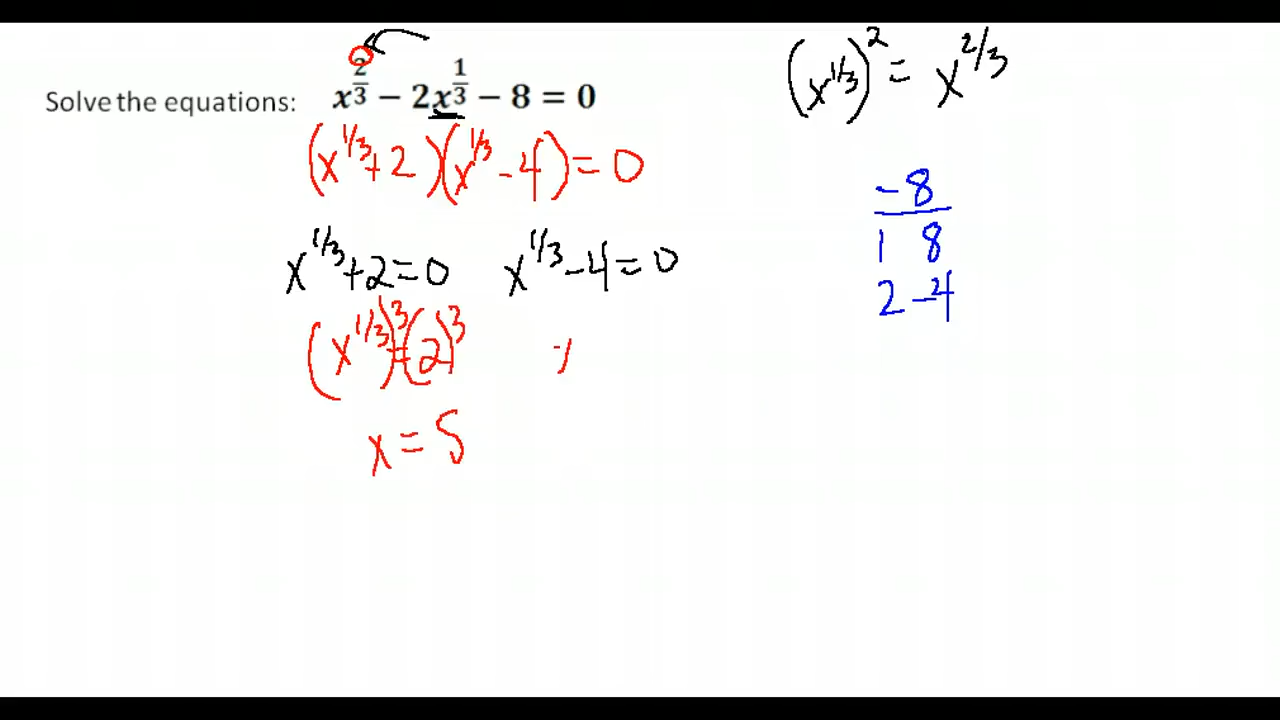 Solve the equations: x^{2/3} − 2x^{1/3} − 8 = 0
(x^{1/3} + 2)(x^{1/3} - 4) = 0
x^{1/3} + 2 = 0 x^{1/3} - 4 = 0
(x^{1/3})^3 = (2)^3
x = S
(x^{1/3})^2 = x^{2/3}
-8
1 8
2 -4